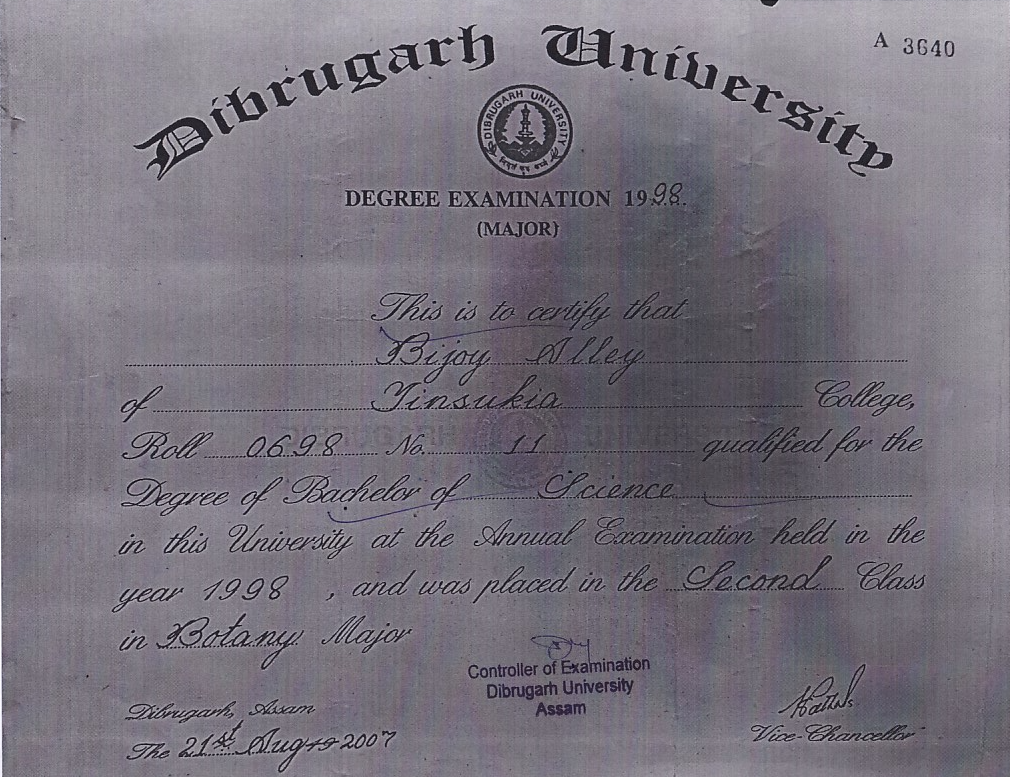 A 3640
Dibrugarh University
DIBRUGARH UNIVERSITY
DEGREE EXAMINATION 1998.
(MAJOR)
This is to certify that
Bijoy Alley
of Tinsukia College,
Roll 0698 No. 11 qualified for the
Degree of Bachelor of Science
in this University at the Annual Examination held in the
year 1998 , and was placed in the Second Class
in Botany Major
Controller of Examination
Dibrugarh University
Assam
Dibrugarh, Assam
The 21st Aug 19 2007
Vice-Chancellor